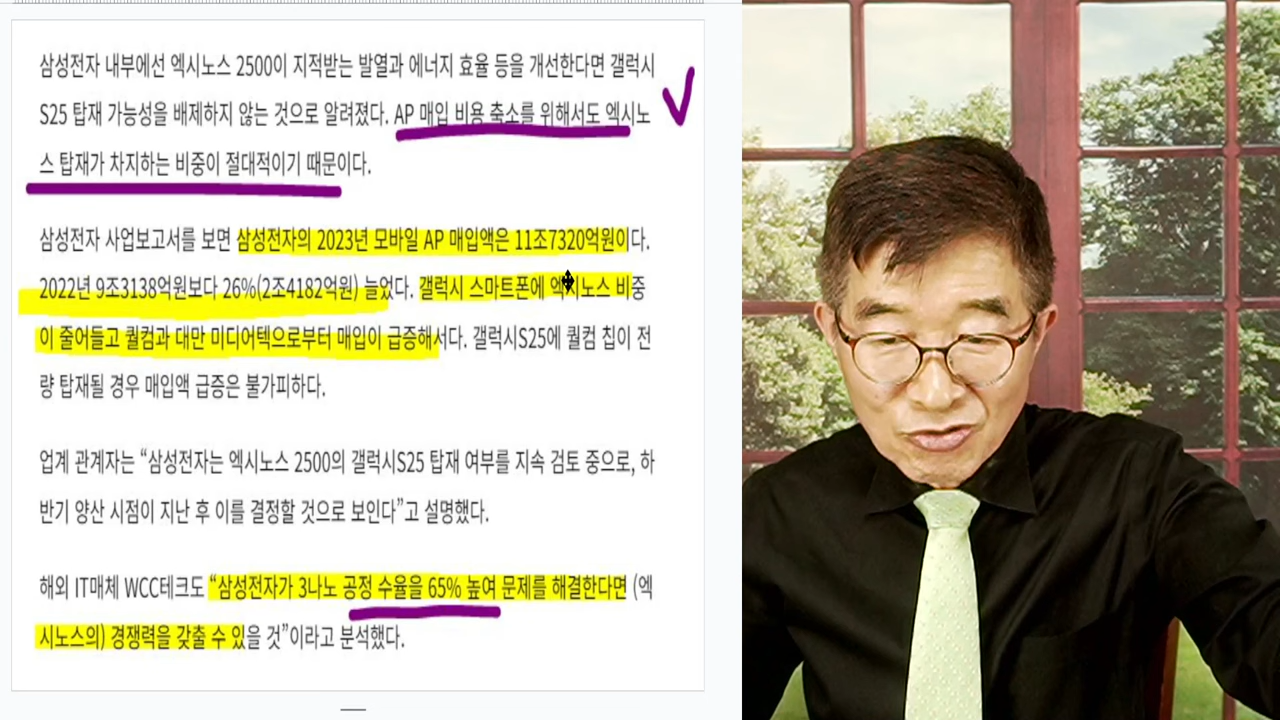 삼성전자 내부에선 엑시노스 2500이 지적받는 발열과 에너지 효율 등을 개선한다면 갤럭시
S25 탑재 가능성을 배제하지 않는 것으로 알려졌다. AP 매입 비용 축소를 위해서도 엑시노
스 탑재가 차지하는 비중이 절대적이기 때문이다.
삼성전자 사업보고서를 보면 삼성전자의 2023년 모바일 AP 매입액은 11조7320억원이다.
2022년 9조3138억원보다 26%(2조4182억원) 늘었다. 갤럭시 스마트폰에 엑시노스 비중
이 줄어들고 퀄컴과 대만 미디어텍으로부터 매입이 급증해서다. 갤럭시S25에 퀄컴 칩이 전
량 탑재될 경우 매입액 급증은 불가피하다.
업계 관계자는 “삼성전자는 엑시노스 2500의 갤럭시S25 탑재 여부를 지속 검토 중으로, 하
반기 양산 시점이 지난 후 이를 결정할 것으로 보인다”고 설명했다.
해외 IT매체 WCC테크도 “삼성전자가 3나노 공정 수율을 65% 높여 문제를 해결한다면 (엑
시노스의) 경쟁력을 갖출 수 있을 것”이라고 분석했다.